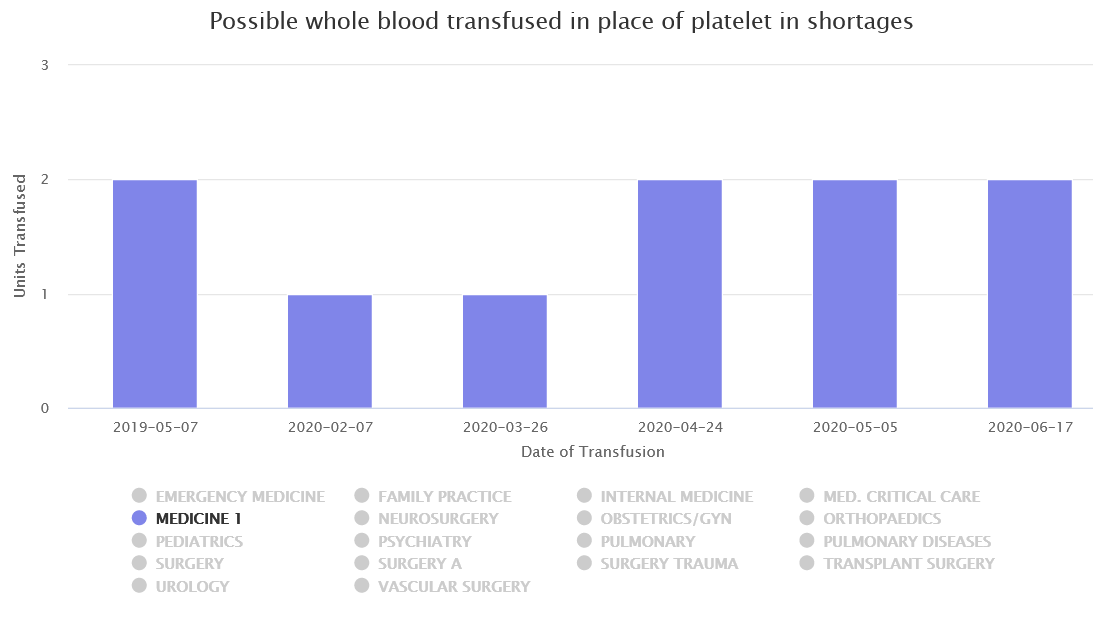 Possible whole blood transfused in place of platelet in shortages
3
2
1
0
Units Transfused
2019-05-07 2020-02-07 2020-03-26 2020-04-24 2020-05-05 2020-06-17
Date of Transfusion
EMERGENCY MEDICINE FAMILY PRACTICE INTERNAL MEDICINE MED. CRITICAL CARE
MEDICINE 1 NEUROSURGERY OBSTETRICS/GYN ORTHOPAEDICS
PEDIATRICS PSYCHIATRY PULMONARY PULMONARY DISEASES
SURGERY SURGERY A SURGERY TRAUMA TRANSPLANT SURGERY
UROLOGY VASCULAR SURGERY